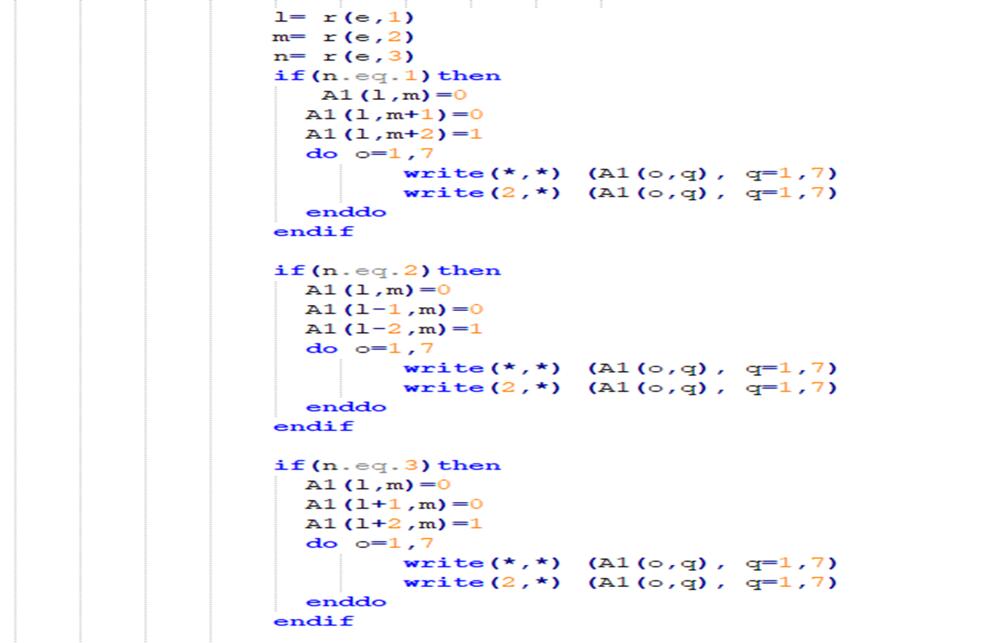 l= r(e,1)
m= r(e,2)
n= r(e,3)
if(n.eq.1)then
A1(l,m)=0
A1(l,m+1)=0
A1(l,m+2)=1
do o=1,7
write(*,*) (A1(o,q), q=1,7)
write(2,*) (A1(o,q), q=1,7)
enddo
endif
if(n.eq.2)then
A1(l,m)=0
A1(l-1,m)=0
A1(l-2,m)=1
do o=1,7
write(*,*) (A1(o,q), q=1,7)
write(2,*) (A1(o,q), q=1,7)
enddo
endif
if(n.eq.3)then
A1(l,m)=0
A1(l+1,m)=0
A1(l+2,m)=1
do o=1,7
write(*,*) (A1(o,q), q=1,7)
write(2,*) (A1(o,q), q=1,7)
enddo
endif